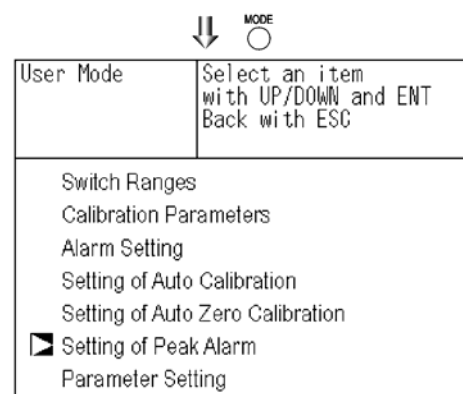 MODE
User Mode
Select an item
with UP/DOWN and ENT
Back with ESC
Switch Ranges
Calibration Parameters
Alarm Setting
Setting of Auto Calibration
Setting of Auto Zero Calibration
Setting of Peak Alarm
Parameter Setting